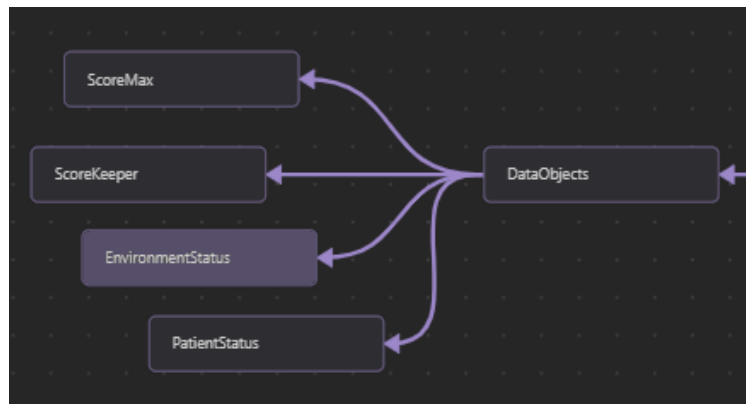 ScoreMax
ScoreKeeper
DataObjects
EnvironmentStatus
PatientStatus